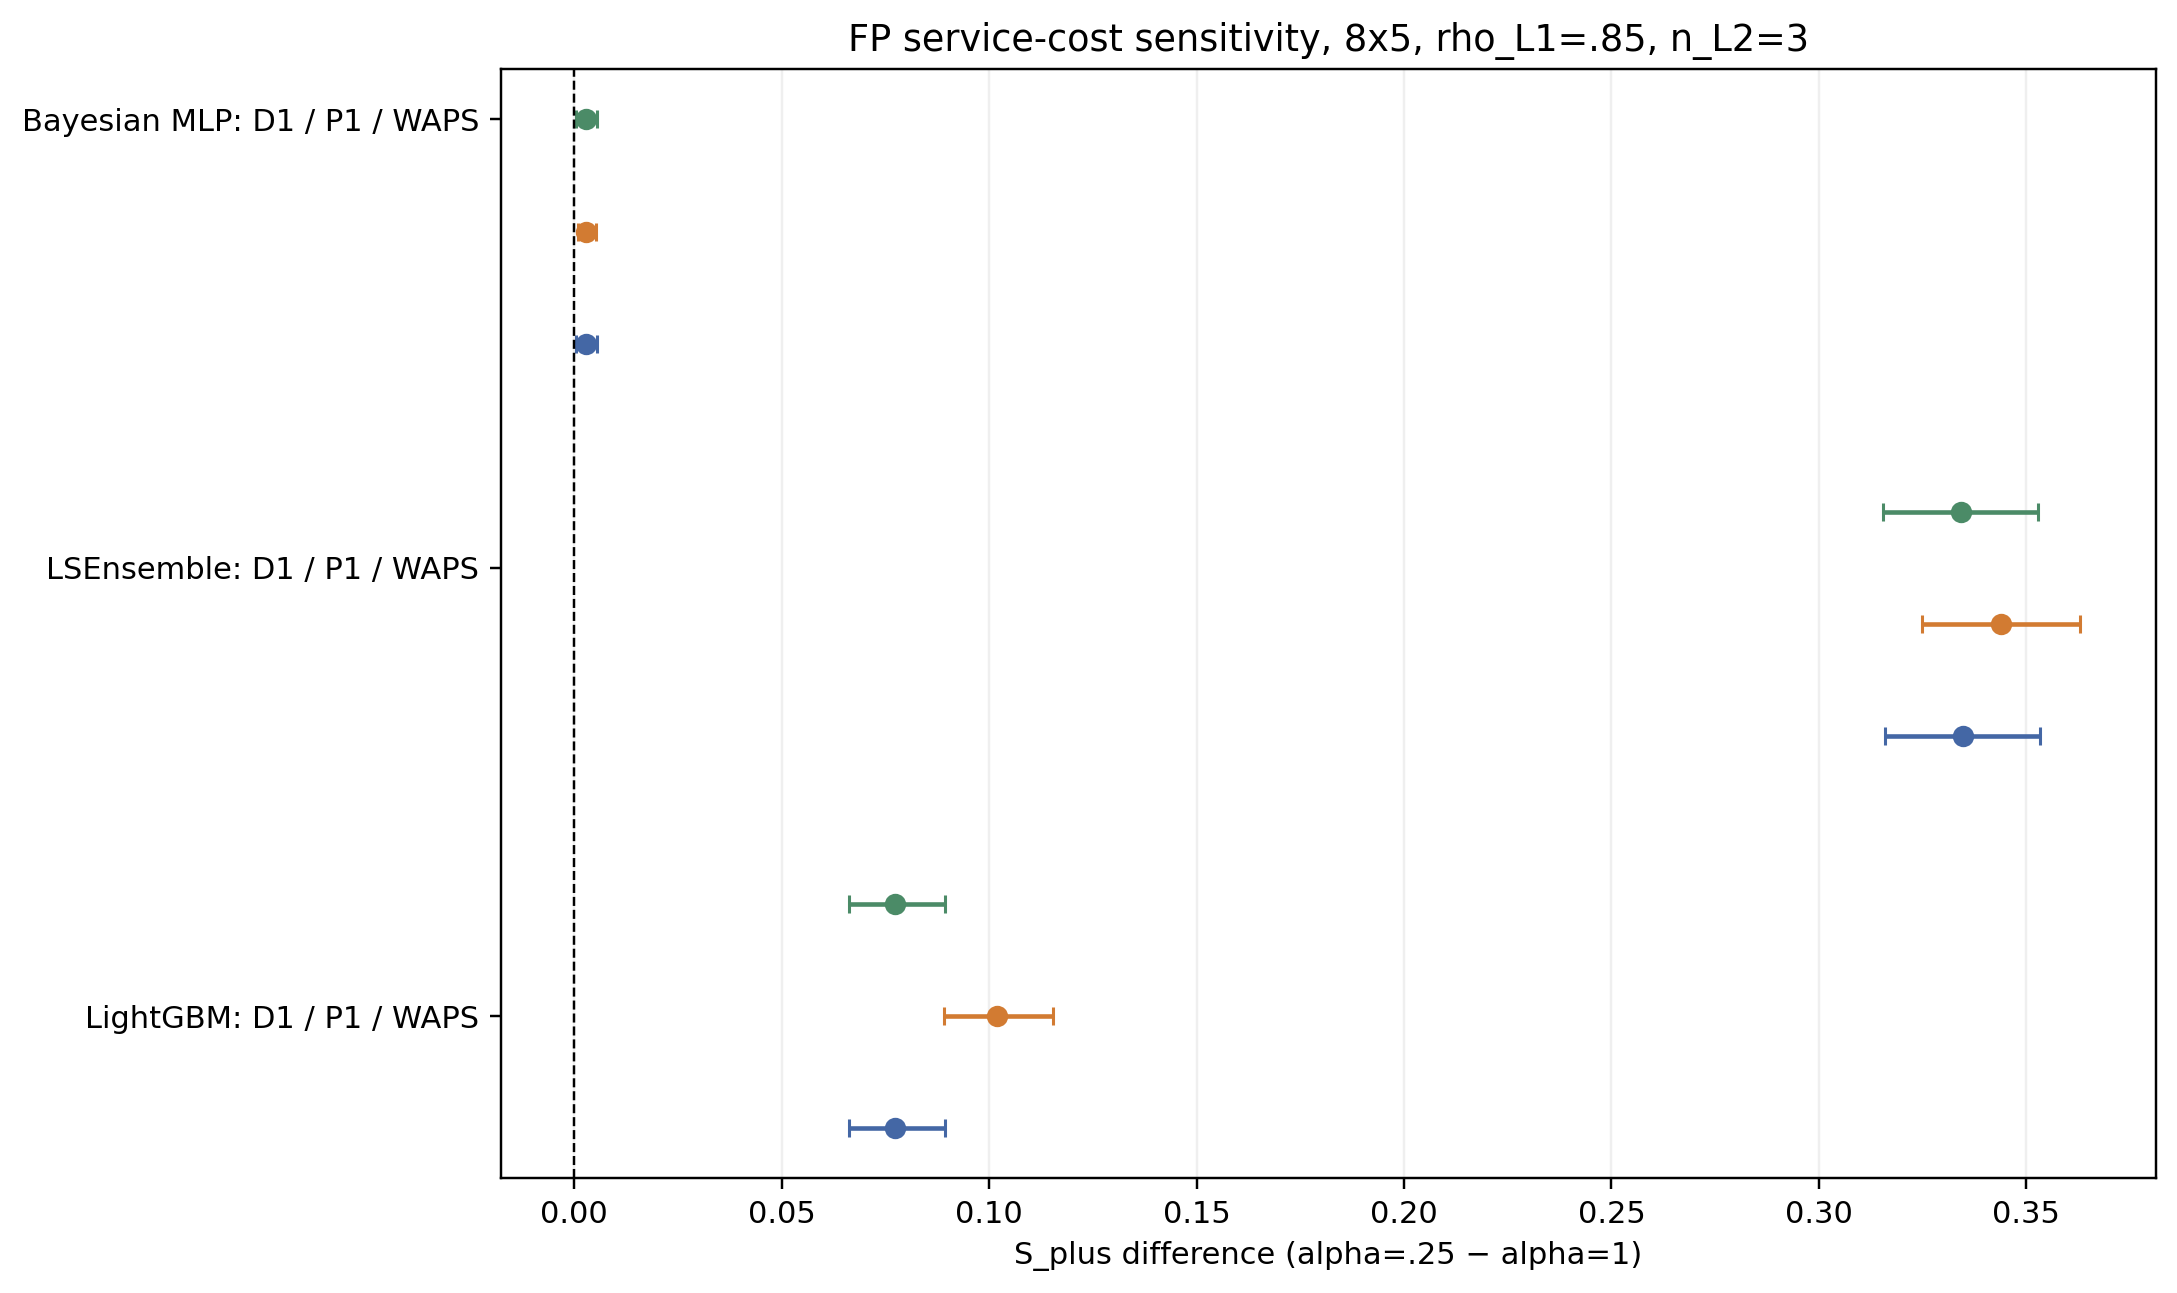 FP service-cost sensitivity, 8x5, rho_L1=.85, n_L2=3
Bayesian MLP: D1 / P1 / WAPS
LSEnsemble: D1 / P1 / WAPS
LightGBM: D1 / P1 / WAPS
0.00 0.05 0.10 0.15 0.20 0.25 0.30 0.35
S_plus difference (alpha=.25 − alpha=1)